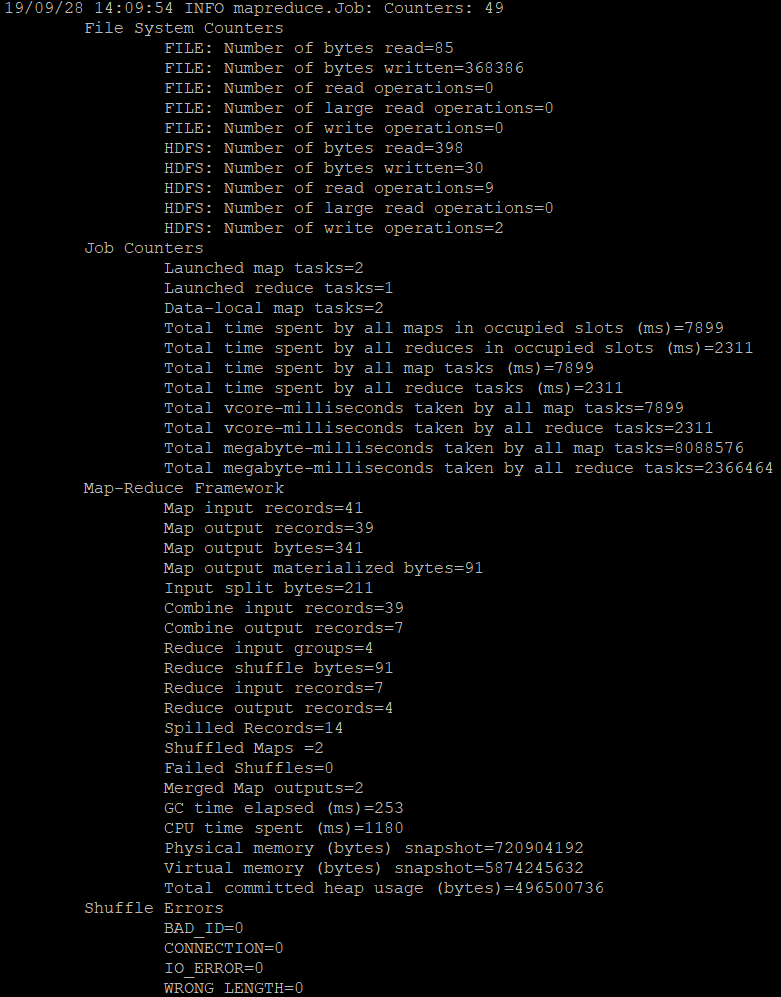 19/09/28 14:09:54 INFO mapreduce.Job: Counters: 49
File System Counters
FILE: Number of bytes read=85
FILE: Number of bytes written=368386
FILE: Number of read operations=0
FILE: Number of large read operations=0
FILE: Number of write operations=0
HDFS: Number of bytes read=398
HDFS: Number of bytes written=30
HDFS: Number of read operations=9
HDFS: Number of large read operations=0
HDFS: Number of write operations=2
Job Counters
Launched map tasks=2
Launched reduce tasks=1
Data-local map tasks=2
Total time spent by all maps in occupied slots (ms)=7899
Total time spent by all reduces in occupied slots (ms)=2311
Total time spent by all map tasks (ms)=7899
Total time spent by all reduce tasks (ms)=2311
Total vcore-milliseconds taken by all map tasks=7899
Total vcore-milliseconds taken by all reduce tasks=2311
Total megabyte-milliseconds taken by all map tasks=8088576
Total megabyte-milliseconds taken by all reduce tasks=2366464
Map-Reduce Framework
Map input records=41
Map output records=39
Map output bytes=341
Map output materialized bytes=91
Input split bytes=211
Combine input records=39
Combine output records=7
Reduce input groups=4
Reduce shuffle bytes=91
Reduce input records=7
Reduce output records=4
Spilled Records=14
Shuffled Maps =2
Failed Shuffles=0
Merged Map outputs=2
GC time elapsed (ms)=253
CPU time spent (ms)=1180
Physical memory (bytes) snapshot=720904192
Virtual memory (bytes) snapshot=5874245632
Total committed heap usage (bytes)=496500736
Shuffle Errors
BAD_ID=0
CONNECTION=0
IO_ERROR=0
WRONG_LENGTH=0